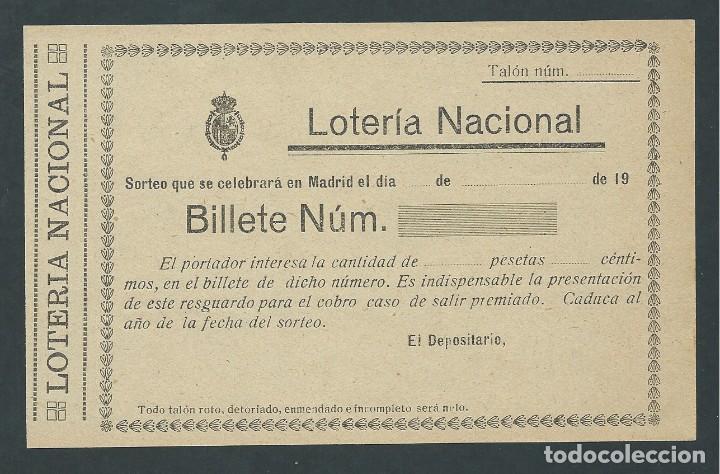 LOTERIA NACIONAL
Talón núm. ..............
Lotería Nacional
Sorteo que se celebrará en Madrid el dia ..... de .......................... de 19
Billete Núm.
El portador interesa la cantidad de ............ pesetas ........ cénti-
mos, en el billete de dicho número. Es indispensable la presentación
de este resguardo para el cobro caso de salir premiado. Caduca al
año de la fecha del sorteo.
El Depositario,
Todo talón roto, detoriado, enmendado e incompleto será nulo.
todocoleccion